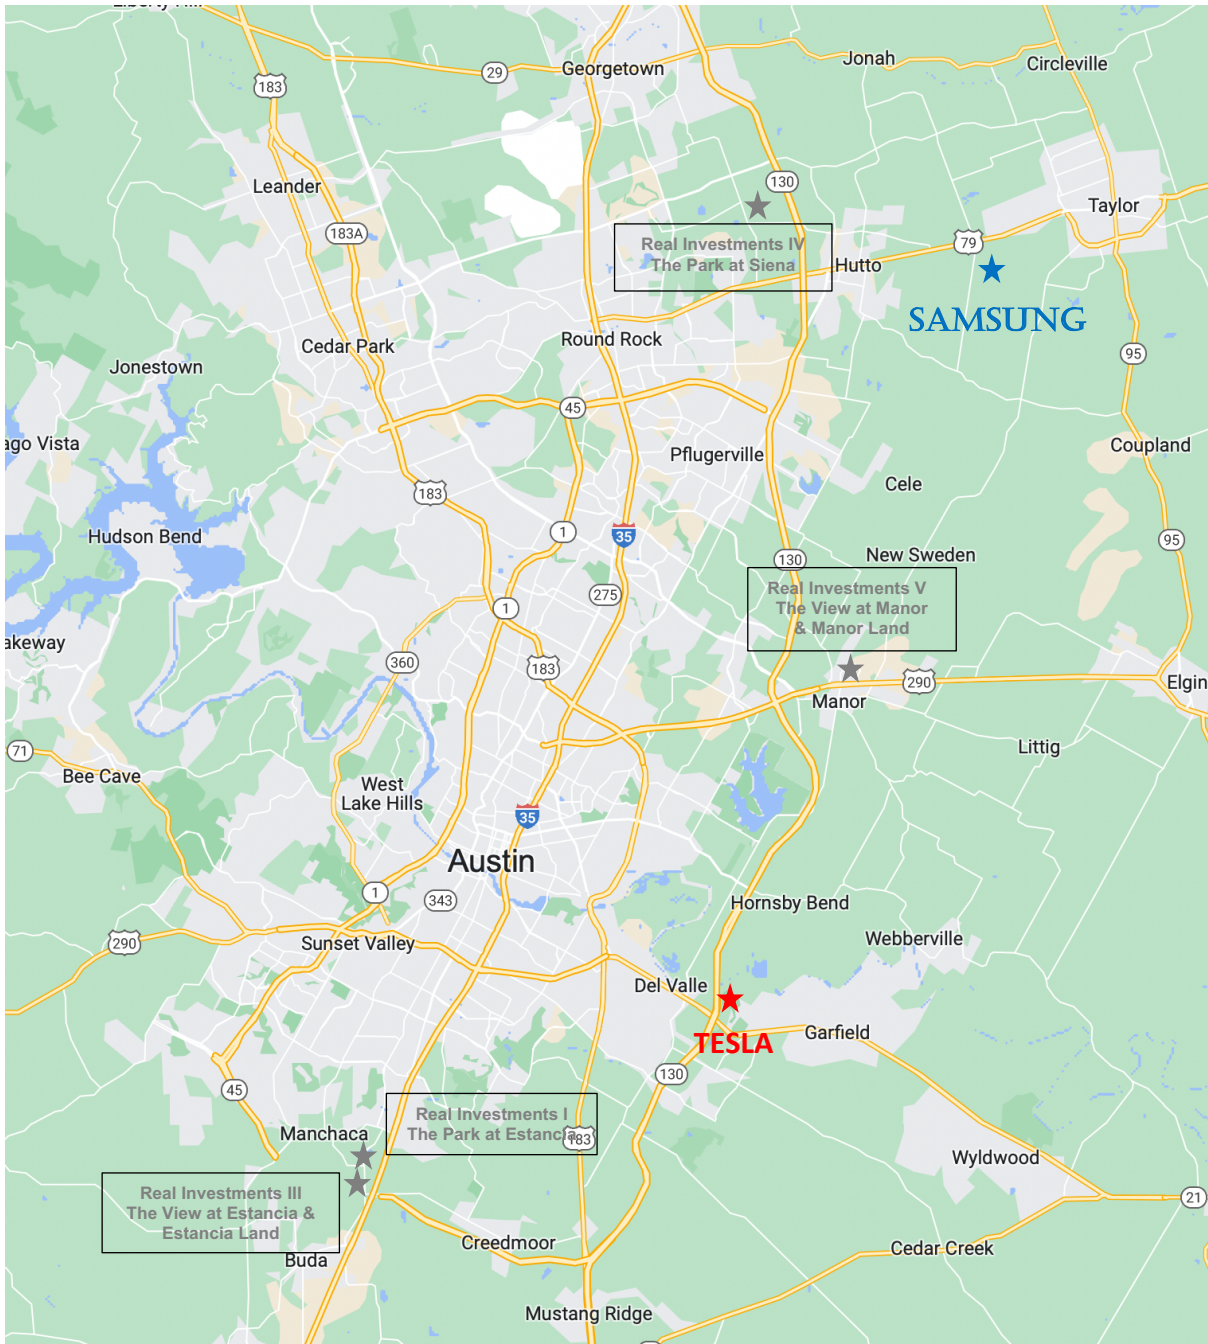 Liberty Hill
Georgetown
29
Jonah
Circleville
183
Leander
130
Taylor
183A
79
Real Investments IV
The Park at Siena
Hutto
SAMSUNG
Round Rock
Cedar Park
95
Jonestown
45
ago Vista
Pflugerville
Coupland
183
Cele
Hudson Bend
1
35
95
130
New Sweden
275
Real Investments V
The View at Manor
& Manor Land
1
akeway
360
183
290
Elgin
Manor
71
Littig
Bee Cave
West
Lake Hills
35
Austin
1
343
Hornsby Bend
290
Sunset Valley
Webberville
Del Valle
TESLA
Garfield
130
45
Real Investments I
The Park at Estancia
183
Manchaca
Wyldwood
Real Investments III
The View at Estancia &
Estancia Land
21
Creedmoor
Cedar Creek
Buda
Mustang Ridge